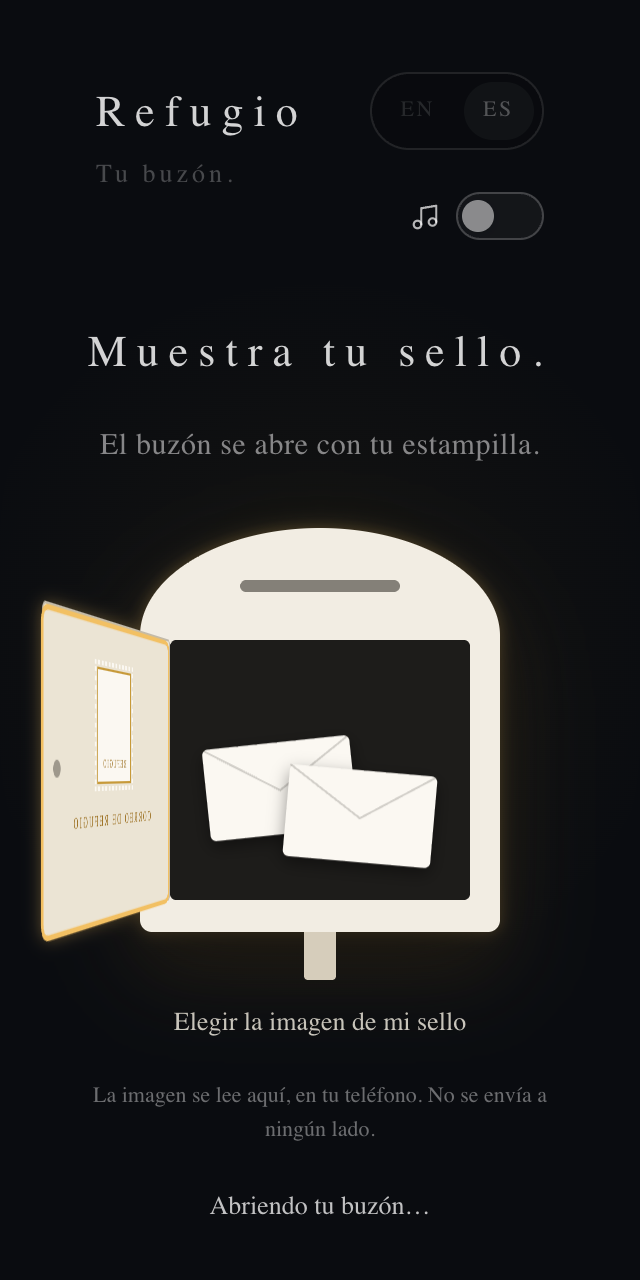 Refugio
EN ES
Tu buzón.
Muestra tu sello.
El buzón se abre con tu estampilla.
REFUGIO
CORREO DE REFUGIO
Elegir la imagen de mi sello
La imagen se lee aquí, en tu teléfono. No se envía a
ningún lado.
Abriendo tu buzón…